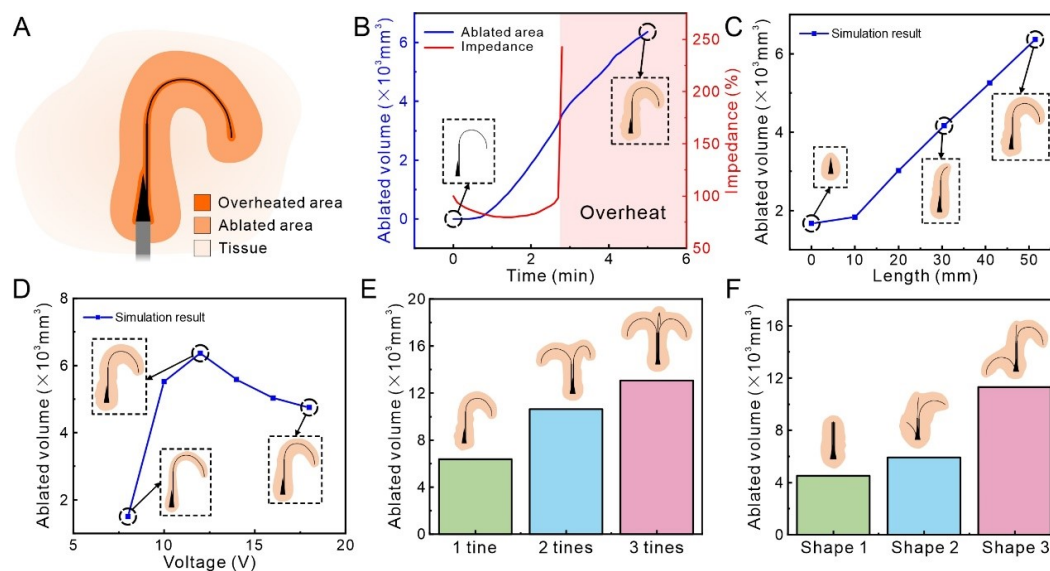 A
Overheated area
Ablated area
Tissue
B
Ablated area
Impedance
Ablated volume (×10³mm³)
6
4
2
0
250
200
150
100
50
Impedance (%)
Overheat
0 2 4 6
Time (min)
C
Simulation result
Ablated volume (×10³mm³)
6
4
2
0 10 20 30 40 50
Length (mm)
D
Simulation result
Ablated volume (×10³mm³)
8
6
4
2
5 10 15 20
Voltage (V)
E
Ablated volume (×10³mm³)
20
16
12
8
4
0
1 tine 2 tines 3 tines
F
Ablated volume (×10³mm³)
16
12
8
4
0
Shape 1 Shape 2 Shape 3